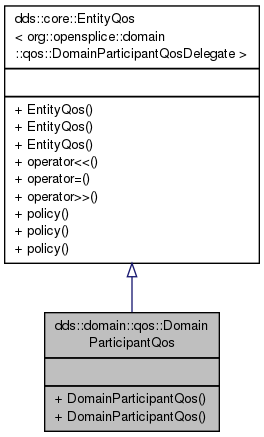 dds::core::EntityQos
< org::opensplice::domain
::qos::DomainParticipantQosDelegate >
+ EntityQos()
+ EntityQos()
+ EntityQos()
+ operator<<()
+ operator=()
+ operator>>()
+ policy()
+ policy()
+ policy()
dds::domain::qos::Domain
ParticipantQos
+ DomainParticipantQos()
+ DomainParticipantQos()